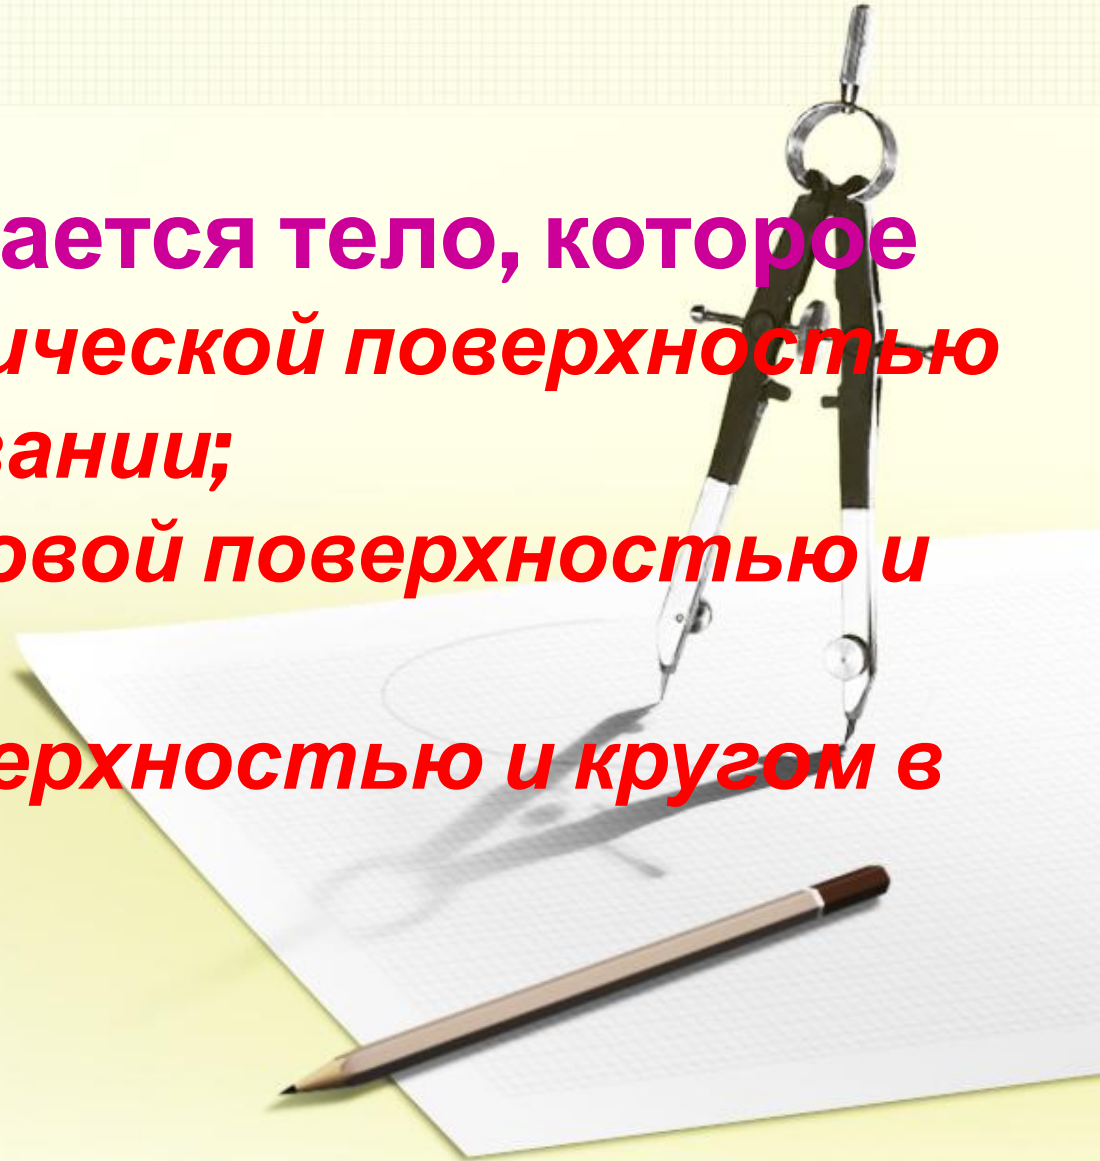 ается тело, которое
ической поверхностью
вании;
овой поверхностью и
ерхностью и кругом в